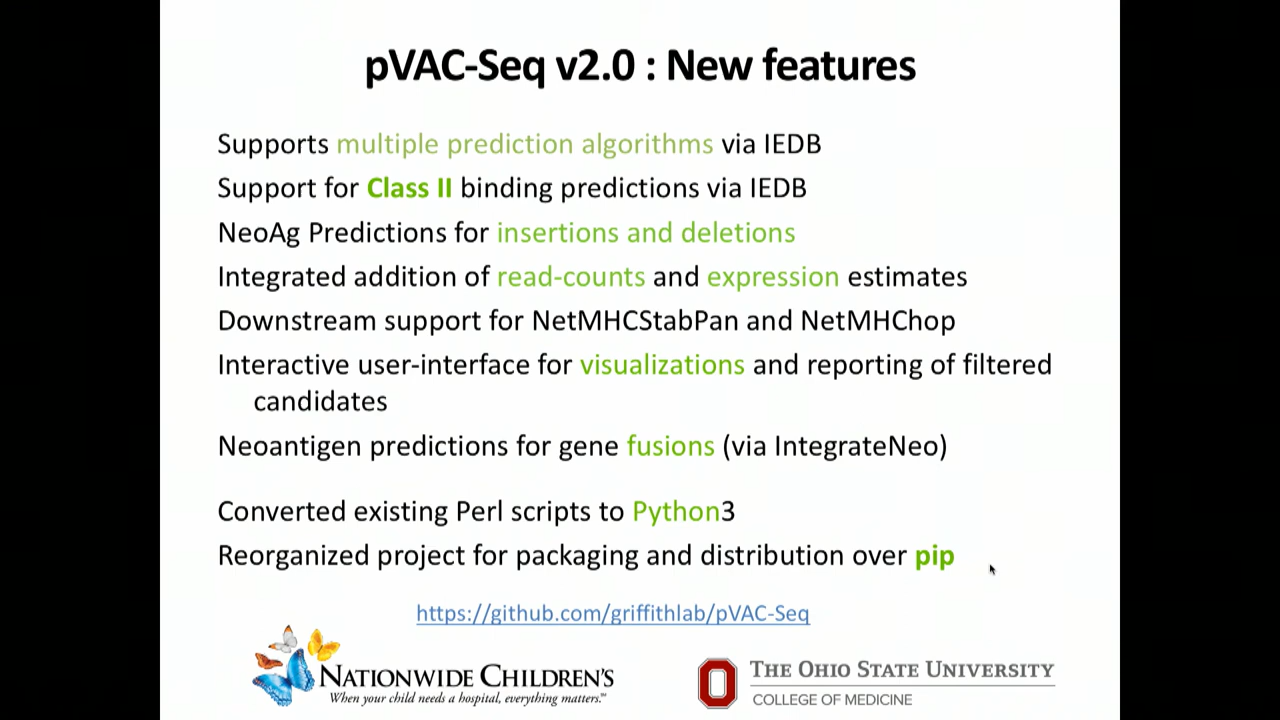 pVAC-Seq v2.0 : New features
Supports multiple prediction algorithms via IEDB
Support for Class II binding predictions via IEDB
NeoAg Predictions for insertions and deletions
Integrated addition of read-counts and expression estimates
Downstream support for NetMHCStabPan and NetMHChop
Interactive user-interface for visualizations and reporting of filtered
candidates
Neoantigen predictions for gene fusions (via IntegrateNeo)
Converted existing Perl scripts to Python3
Reorganized project for packaging and distribution over pip
https://github.com/griffithlab/pVAC-Seq
NATIONWIDE CHILDREN'S
When your child needs a hospital, everything matters.™
THE OHIO STATE UNIVERSITY
COLLEGE OF MEDICINE